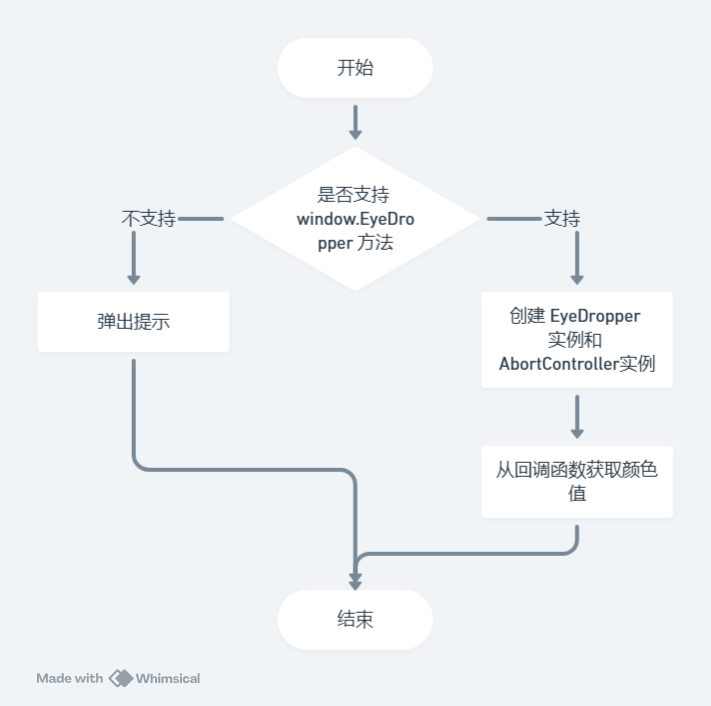 开始
是否支持
window.EyeDro
pper 方法
不支持
支持
弹出提示
创建 EyeDropper
实例和
AbortController实例
从回调函数获取颜色
值
结束
Made with Whimsical